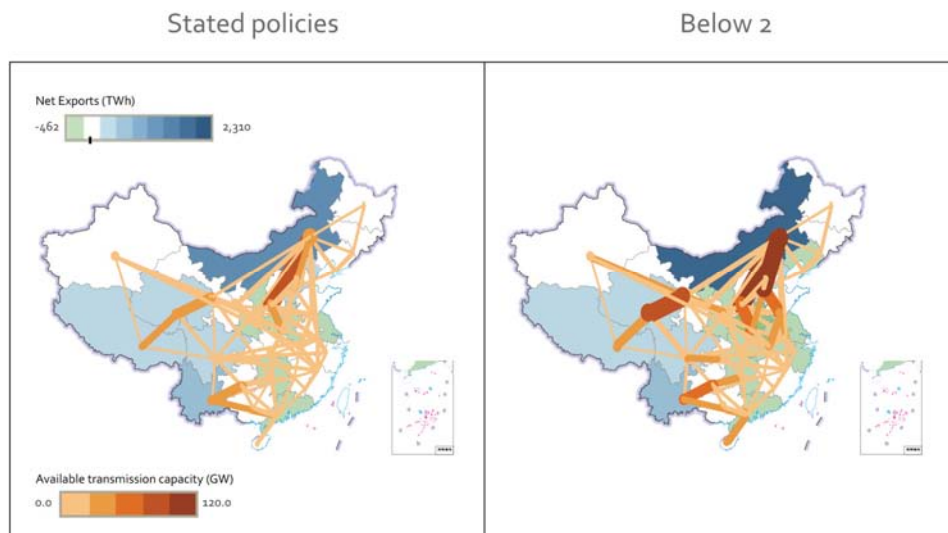 Stated policies
Below 2
Net Exports (TWh)
-462
2,310
Available transmission capacity (GW)
0.0
120.0